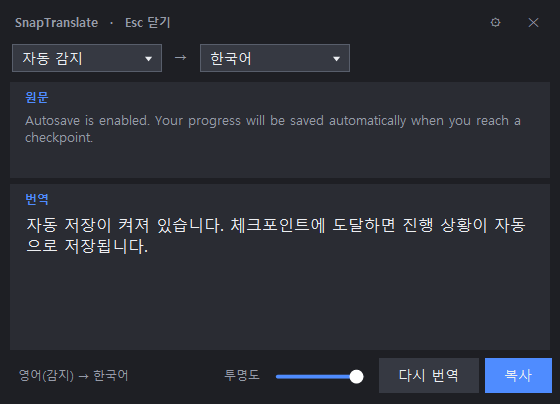 SnapTranslate · Esc 닫기
자동 감지 → 한국어
원문
Autosave is enabled. Your progress will be saved automatically when you reach a
checkpoint.
번역
자동 저장이 켜져 있습니다. 체크포인트에 도달하면 진행 상황이 자동
으로 저장됩니다.
영어(감지) → 한국어 투명도 다시 번역 복사